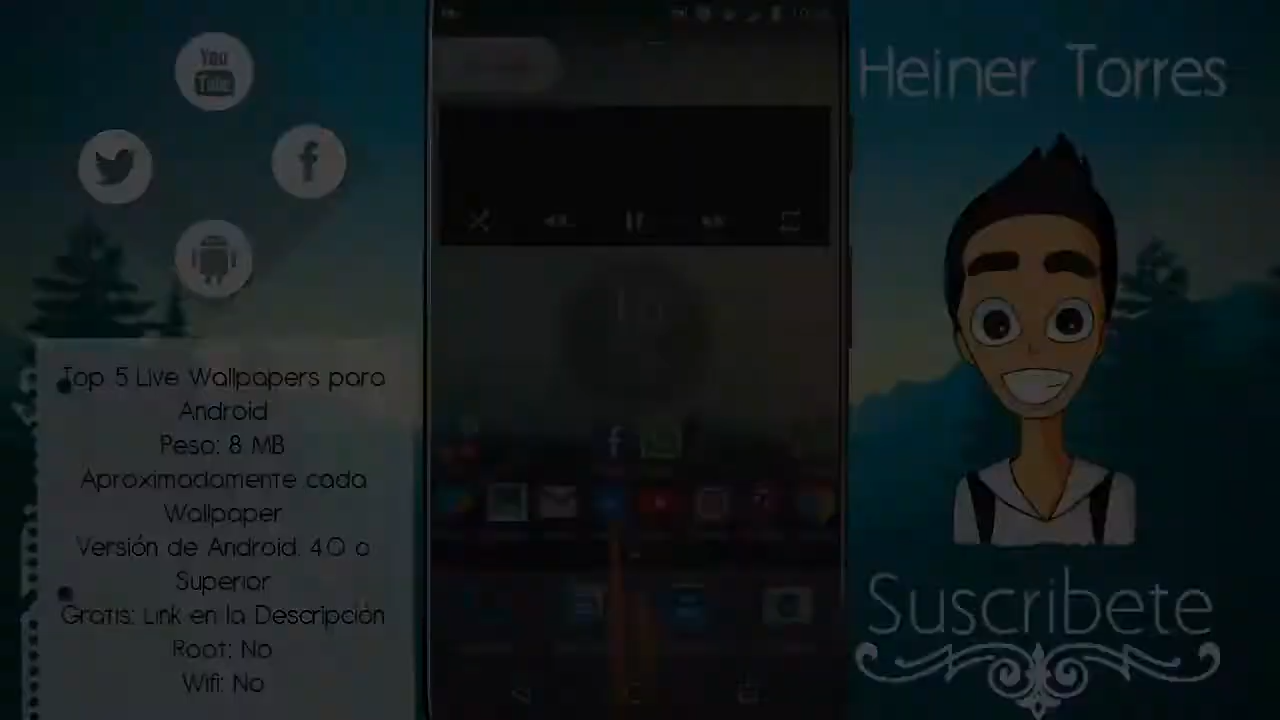 You
Tube
Heiner Torres
Top 5 Live Wallpapers para
Android
Peso: 8 MB
Aproximadamente cada
Wallpaper
Versión de Android: 4.0 o
Superior
Gratis: Link en la Descripción
Root: No
Wifi: No
Suscribete